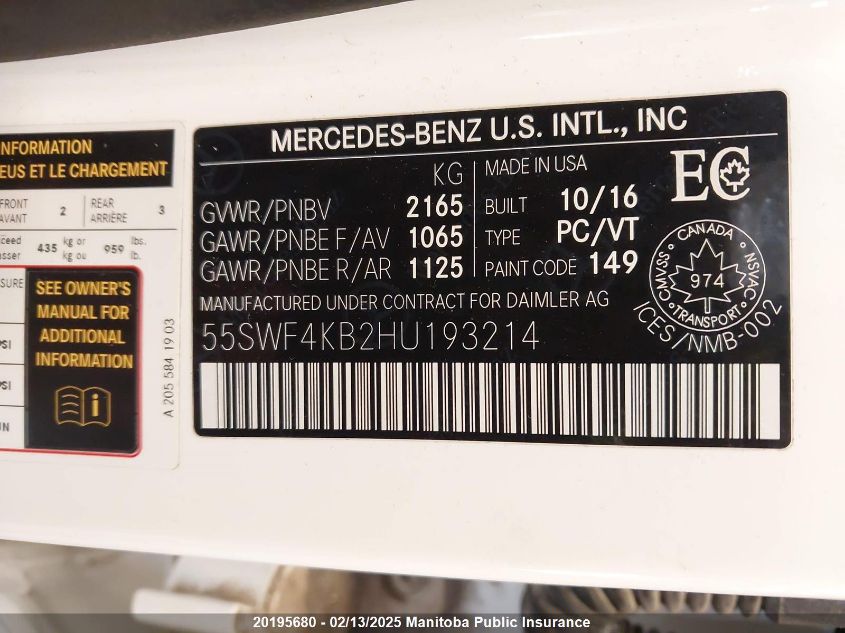 NFORMATION
EUS ET LE CHARGEMENT
FRONT
AVANT
2
REAR
ARRIÈRE
3
435
kg or
kg ou
959
lbs.
lb.
SEE OWNER'S
MANUAL FOR
ADDITIONAL
INFORMATION
A 205 584 19 03
MERCEDES-BENZ U.S. INTL., INC
KG
GVWR/PNBV 2165
GAWR/PNBE F/AV 1065
GAWR/PNBE R/AR 1125
MADE IN USA
BUILT 10/16
TYPE PC/VT
PAINT CODE 149
EC
CANADA
CMVSS
974
NSVAC
TRANSPORT
ICES/NMB-002
MANUFACTURED UNDER CONTRACT FOR DAIMLER AG
55SWF4KB2HU193214
20195680 - 02/13/2025 Manitoba Public Insurance